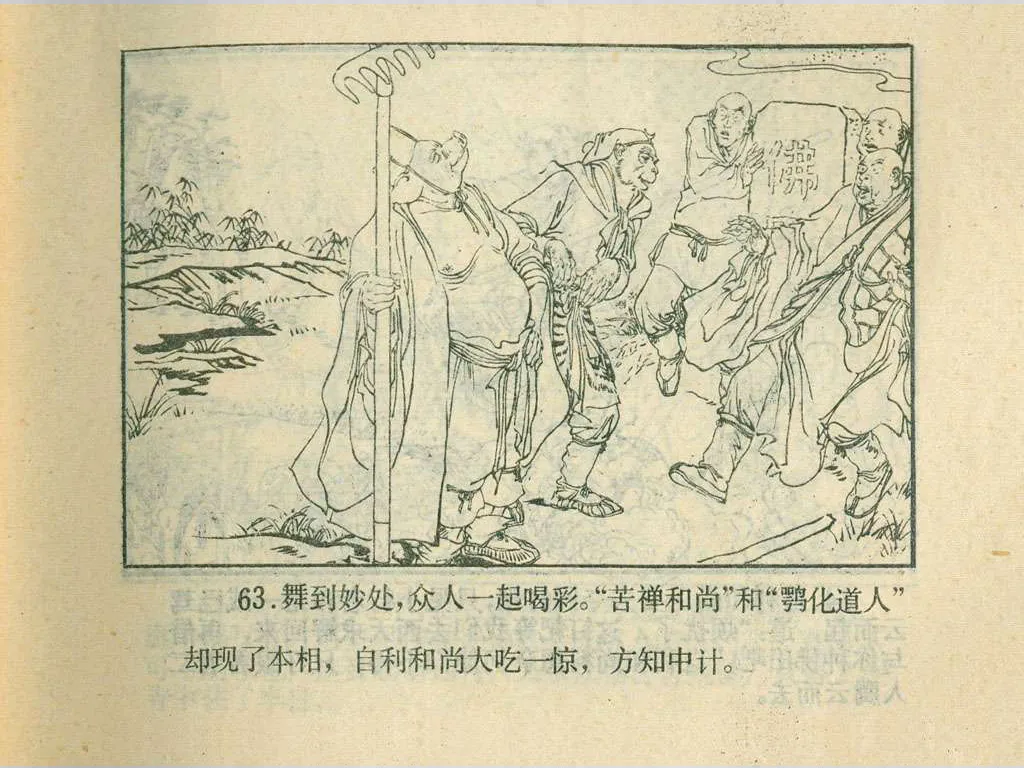 佛
63.舞到妙处，众人一起喝彩。“苦禅和尚”和“鹗化道人”
却现了本相，自利和尚大吃一惊，方知中计。